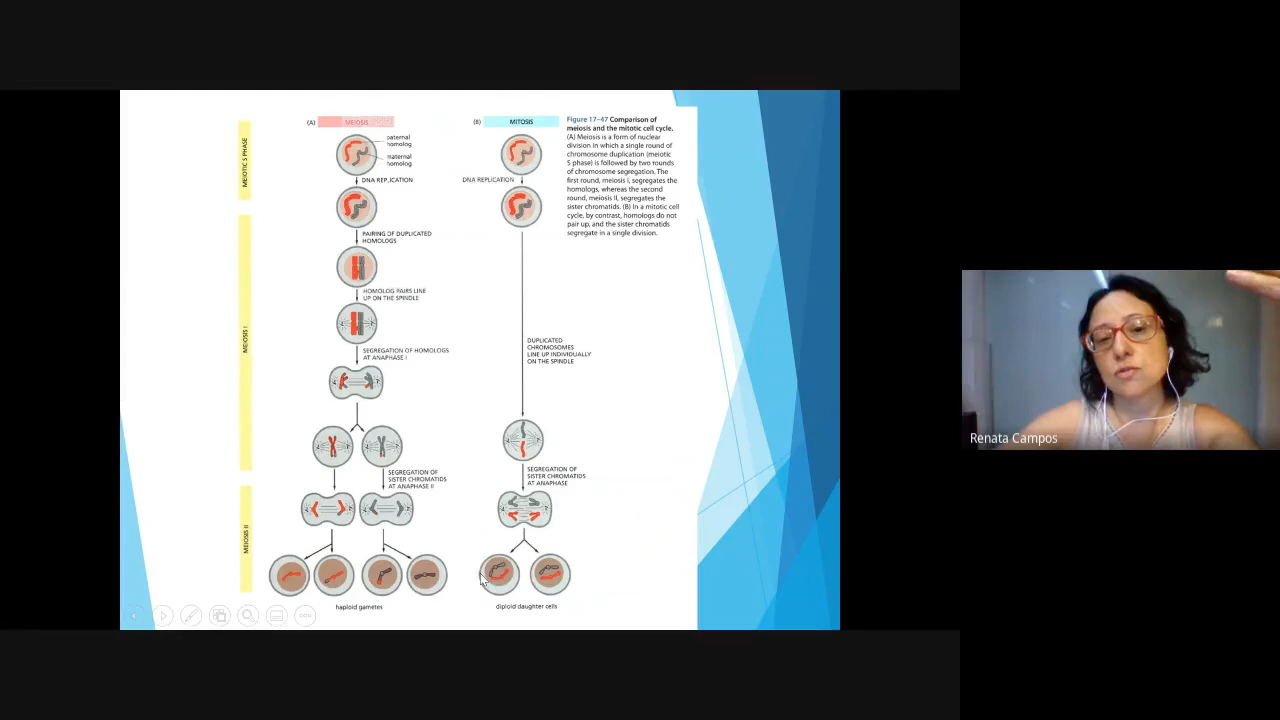 (A) MEIOSIS
paternal
homolog
maternal
homolog
DNA REPLICATION
PAIRING OF DUPLICATED
HOMOLOGS
HOMOLOG PAIRS LINE
UP ON THE SPINDLE
SEGREGATION OF HOMOLOGS
AT ANAPHASE I
SEGREGATION OF
SISTER CHROMATIDS
AT ANAPHASE II
haploid gametes
MEIOTIC S PHASE
MEIOSIS I
MEIOSIS II
(B) MITOSIS
DNA REPLICATION
DUPLICATED
CHROMOSOMES
LINE UP INDIVIDUALLY
ON THE SPINDLE
SEGREGATION OF
SISTER CHROMATIDS
AT ANAPHASE
diploid daughter cells
Figure 17–47 Comparison of
meiosis and the mitotic cell cycle.
(A) Meiosis is a form of nuclear
division in which a single round of
chromosome duplication (meiotic
S phase) is followed by two rounds
of chromosome segregation. The
first round, meiosis I, segregates the
homologs, whereas the second
round, meiosis II, segregates the
sister chromatids. (B) In a mitotic cell
cycle, by contrast, homologs do not
pair up, and the sister chromatids
segregate in a single division.
Renata Campos